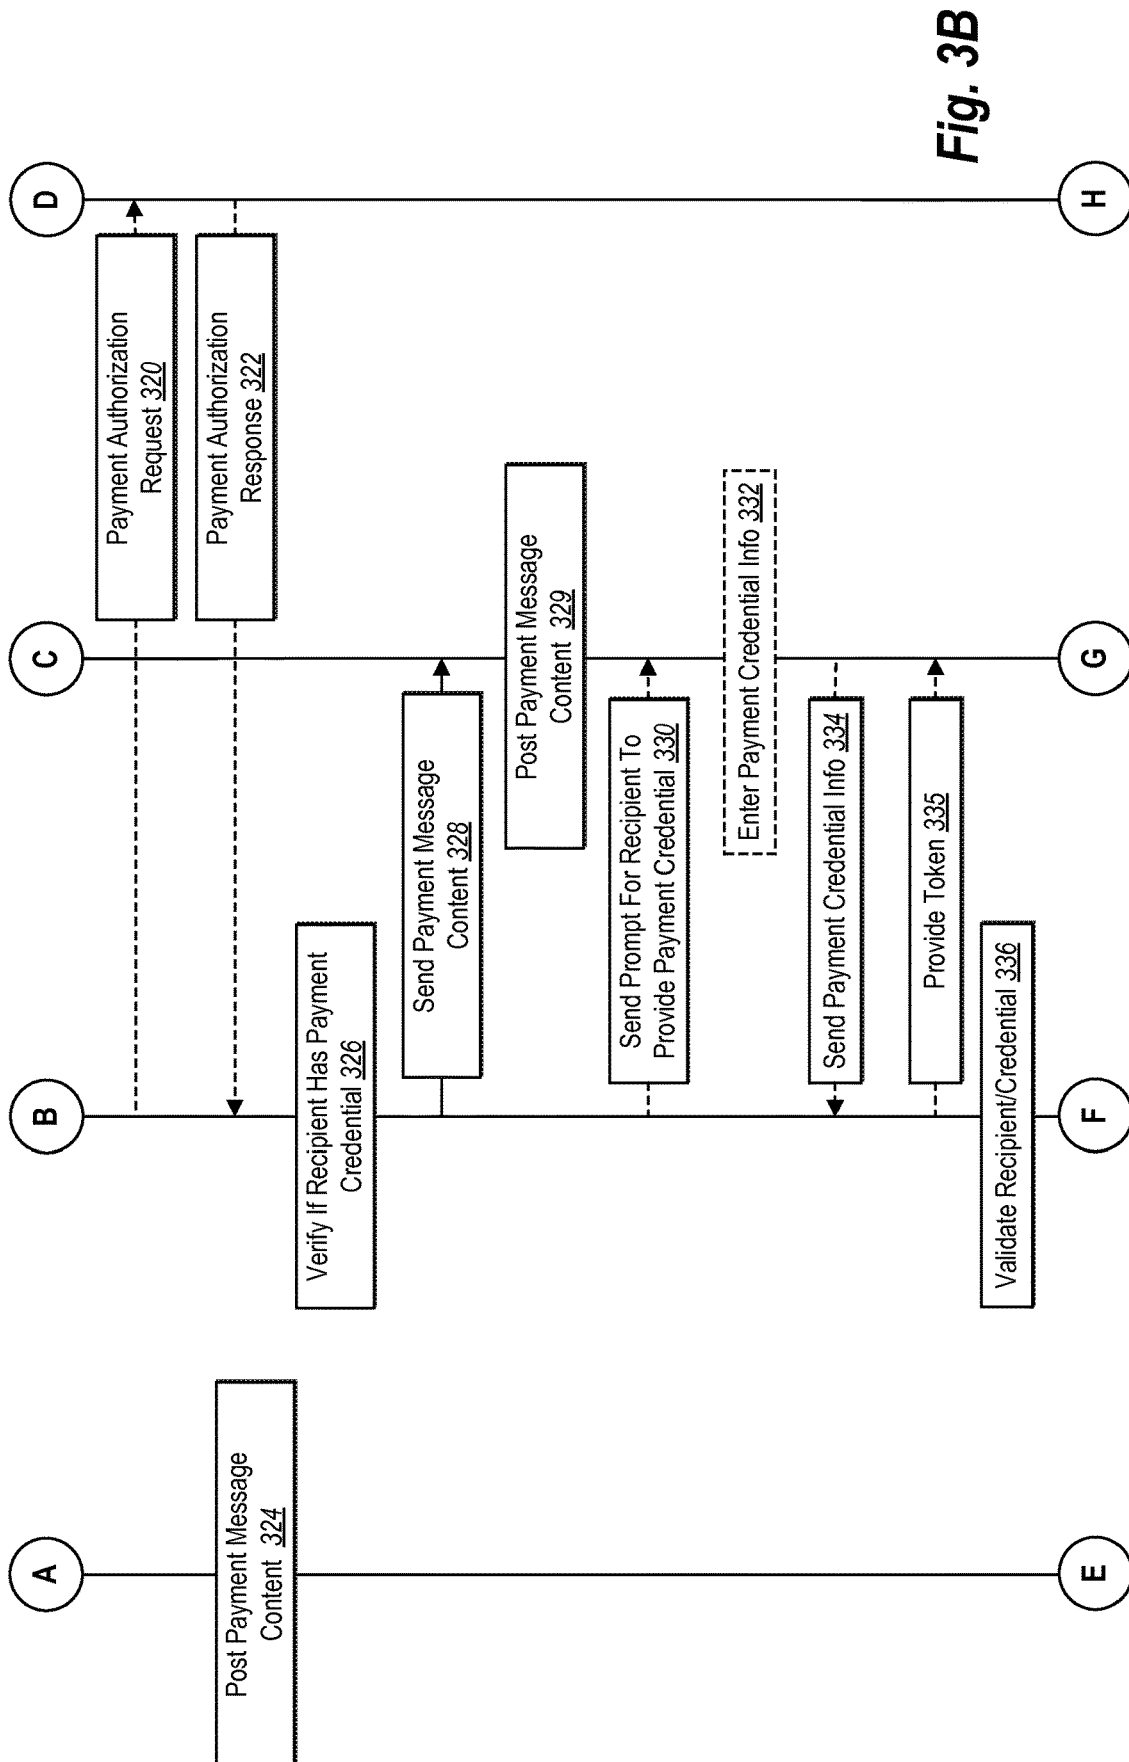 A
B
C
D
Payment Authorization
Request 320
Payment Authorization
Response 322
Post Payment Message
Content 324
Verify If Recipient Has Payment
Credential 326
Send Payment Message
Content 328
Post Payment Message
Content 329
Send Prompt For Recipient To
Provide Payment Credential 330
Enter Payment Credential Info 332
Send Payment Credential Info 334
Provide Token 335
Validate Recipient/Credential 336
E
F
G
H
Fig. 3B